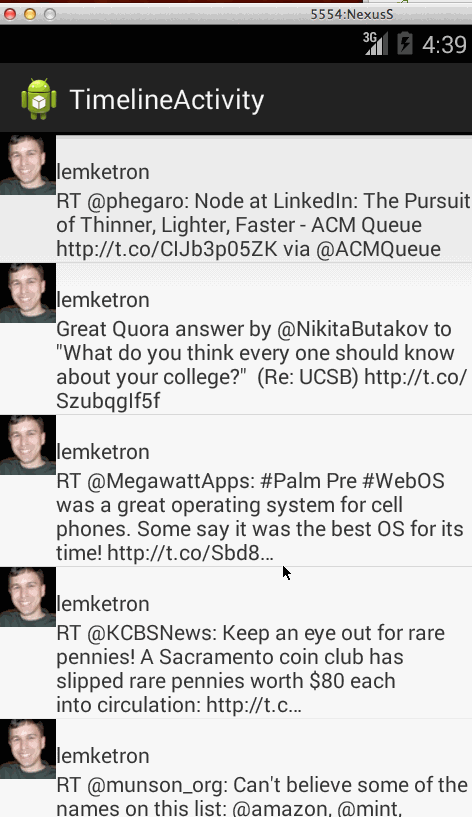 5554:NexusS
3G 4:39
TimelineActivity
lemketron
RT @phegaro: Node at LinkedIn: The Pursuit
of Thinner, Lighter, Faster - ACM Queue
http://t.co/CIJb3p05ZK via @ACMQueue
lemketron
Great Quora answer by @NikitaButakov to
"What do you think every one should know
about your college?"  (Re: UCSB) http://t.co/
SzubqgIf5f
lemketron
RT @MegawattApps: #Palm Pre #WebOS
was a great operating system for cell
phones. Some say it was the best OS for its
time! http://t.co/Sbd8…
lemketron
RT @KCBSNews: Keep an eye out for rare
pennies! A Sacramento coin club has
slipped rare pennies worth $80 each
into circulation: http://t.c…
lemketron
RT @munson_org: Can't believe some of the
names on this list: @amazon, @mint,